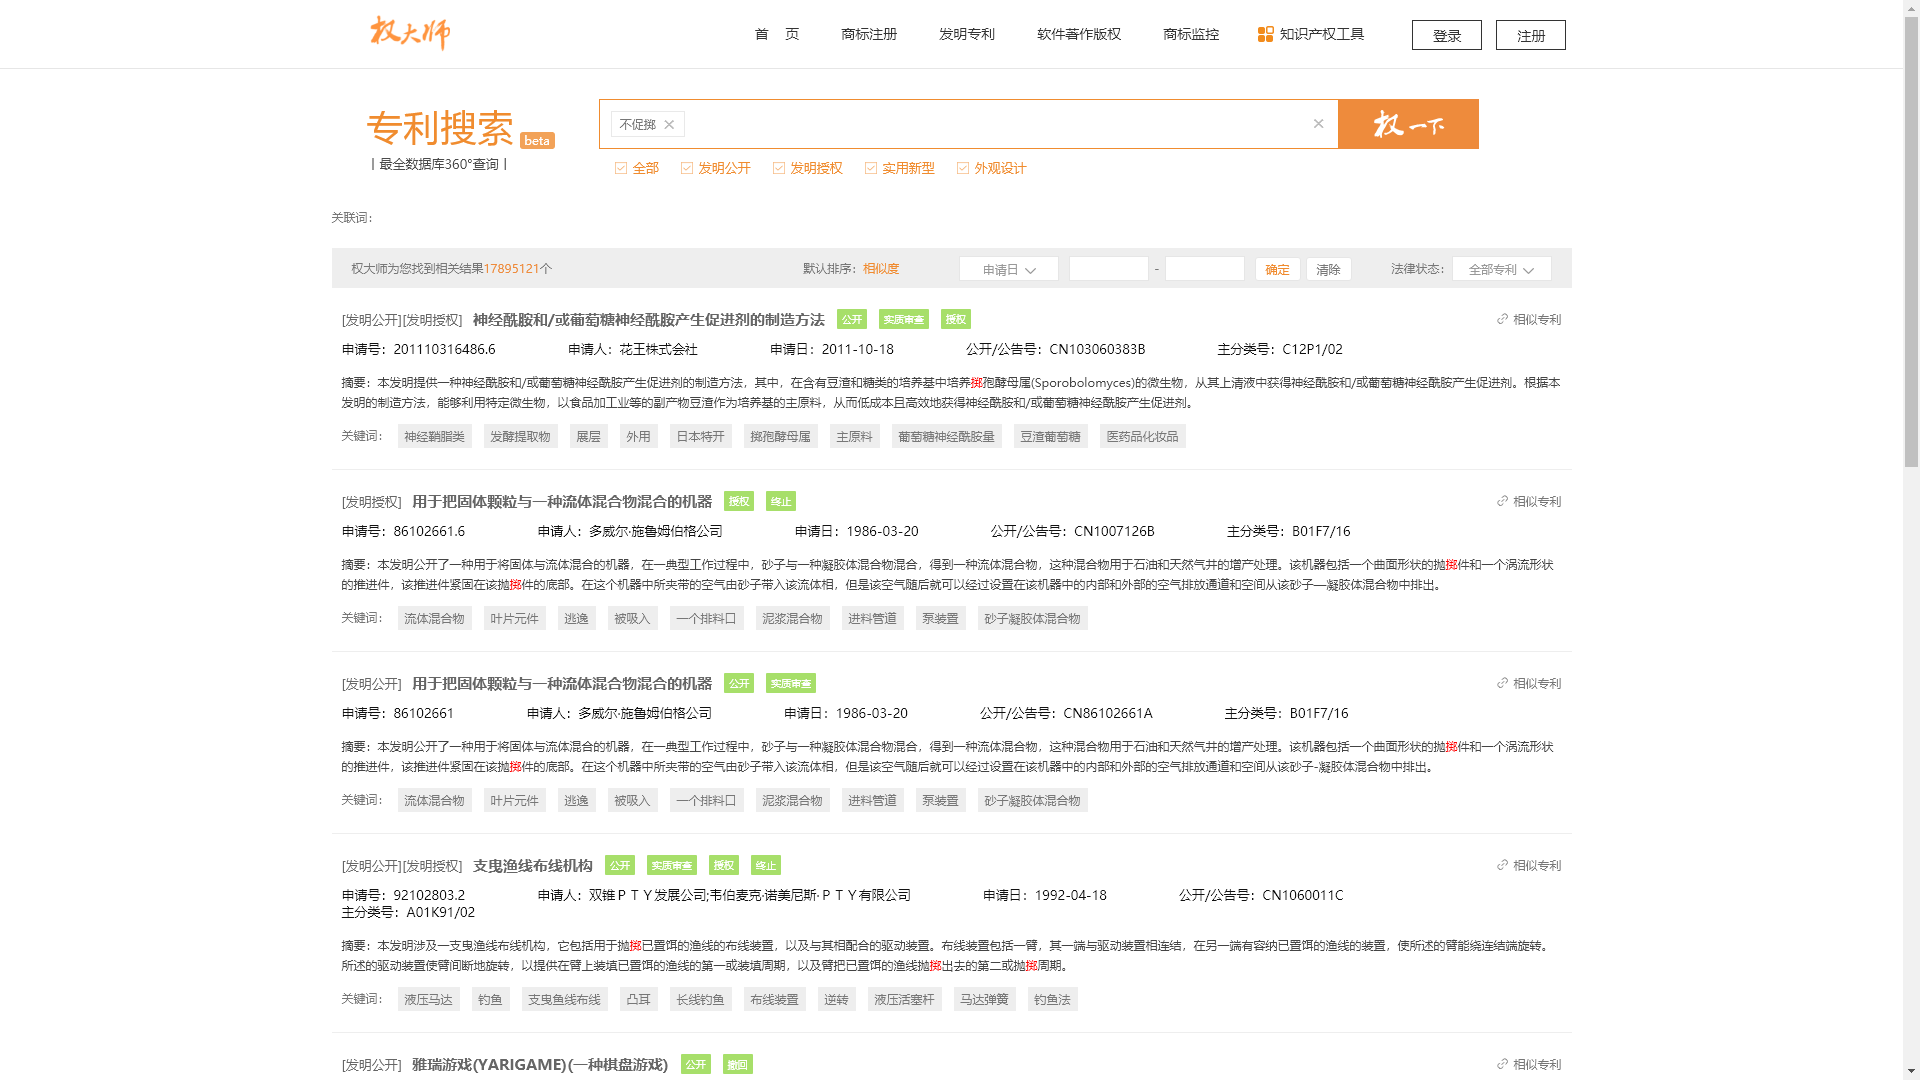 权大师
首 页 商标注册 发明专利 软件著作版权 商标监控 知识产权工具 登录 注册
专利搜索 beta
丨最全数据库360°查询丨
不促掷
权一下
全部 发明公开 发明授权 实用新型 外观设计
关联词:
权大师为您找到相关结果17895121个 默认排序: 相似度 申请日 - 确定 清除 法律状态: 全部专利
[发明公开][发明授权] 神经酰胺和/或葡萄糖神经酰胺产生促进剂的制造方法 公开 实质审查 授权 相似专利
申请号：201110316486.6 申请人：花王株式会社 申请日：2011-10-18 公开/公告号：CN103060383B 主分类号：C12P1/02
摘要：本发明提供一种神经酰胺和/或葡萄糖神经酰胺产生促进剂的制造方法，其中，在含有豆渣和糖类的培养基中培养掷孢酵母属(Sporobolomyces)的微生物，从其上清液中获得神经酰胺和/或葡萄糖神经酰胺产生促进剂。根据本
发明的制造方法，能够利用特定微生物，以食品加工业等的副产物豆渣作为培养基的主原料，从而低成本且高效地获得神经酰胺和/或葡萄糖神经酰胺产生促进剂。
关键词: 神经鞘脂类 发酵提取物 展层 外用 日本特开 掷孢酵母属 主原料 葡萄糖神经酰胺量 豆渣葡萄糖 医药品化妆品
[发明授权] 用于把固体颗粒与一种流体混合物混合的机器 授权 终止 相似专利
申请号：86102661.6 申请人：多威尔·施鲁姆伯格公司 申请日：1986-03-20 公开/公告号：CN1007126B 主分类号：B01F7/16
摘要：本发明公开了一种用于将固体与流体混合的机器，在一典型工作过程中，砂子与一种凝胶体混合物混合，得到一种流体混合物，这种混合物用于石油和天然气井的增产处理。该机器包括一个曲面形状的抛掷件和一个涡流形状
的推进件，该推进件紧固在该抛掷件的底部。在这个机器中所夹带的空气由砂子带入该流体相，但是该空气随后就可以经过设置在该机器中的内部和外部的空气排放通道和空间从该砂子—凝胶体混合物中排出。
关键词: 流体混合物 叶片元件 逃逸 被吸入 一个排料口 泥浆混合物 进料管道 泵装置 砂子凝胶体混合物
[发明公开] 用于把固体颗粒与一种流体混合物混合的机器 公开 实质审查 相似专利
申请号：86102661 申请人：多威尔·施鲁姆伯格公司 申请日：1986-03-20 公开/公告号：CN86102661A 主分类号：B01F7/16
摘要：本发明公开了一种用于将固体与流体混合的机器，在一典型工作过程中，砂子与一种凝胶体混合物混合，得到一种流体混合物，这种混合物用于石油和天然气井的增产处理。该机器包括一个曲面形状的抛掷件和一个涡流形状
的推进件，该推进件紧固在该抛掷件的底部。在这个机器中所夹带的空气由砂子带入该流体相，但是该空气随后就可以经过设置在该机器中的内部和外部的空气排放通道和空间从该砂子-凝胶体混合物中排出。
关键词: 流体混合物 叶片元件 逃逸 被吸入 一个排料口 泥浆混合物 进料管道 泵装置 砂子凝胶体混合物
[发明公开][发明授权] 支曳渔线布线机构 公开 实质审查 授权 终止 相似专利
申请号：92102803.2 申请人：双锥ＰＴＹ发展公司;韦伯麦克·诺美尼斯·ＰＴＹ有限公司 申请日：1992-04-18 公开/公告号：CN1060011C
主分类号：A01K91/02
摘要：本发明涉及一支曳渔线布线机构，它包括用于抛掷已置饵的渔线的布线装置，以及与其相配合的驱动装置。布线装置包括一臂，其一端与驱动装置相连结，在另一端有容纳已置饵的渔线的装置，使所述的臂能绕连结端旋转。
所述的驱动装置使臂间断地旋转，以提供在臂上装填已置饵的渔线的第一或装填周期，以及臂把已置饵的渔线抛掷出去的第二或抛掷周期。
关键词: 液压马达 钓鱼 支曳鱼线布线 凸耳 长线钓鱼 布线装置 逆转 液压活塞杆 马达弹簧 钓鱼法
[发明公开] 雅瑞游戏(YARIGAME)(一种棋盘游戏) 公开 撤回 相似专利